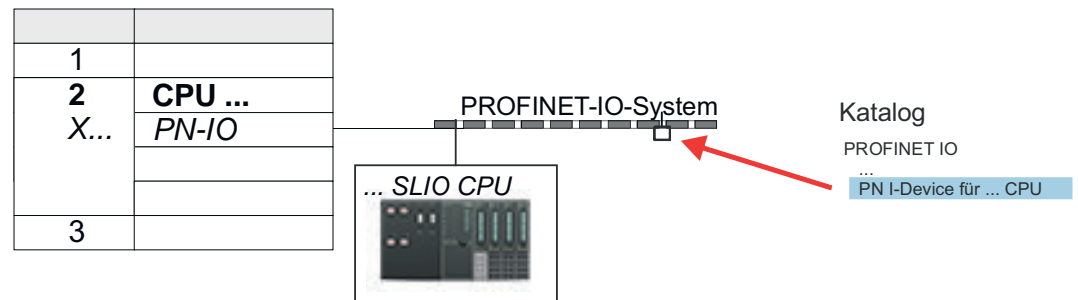 1
2 CPU ...
X... PN-IO
3
PROFINET-IO-System
... SLIO CPU
Katalog
PROFINET IO
...
PN I-Device für ... CPU